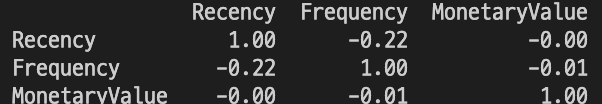 Recency Frequency MonetaryValue
Recency 1.00 -0.22 -0.00
Frequency -0.22 1.00 -0.01
MonetaryValue -0.00 -0.01 1.00